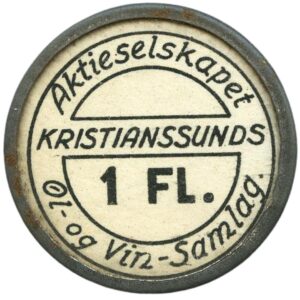 Aktieselskapet
KRISTIANSSUNDS
1 FL.
Øl- og Vin-Samlag.